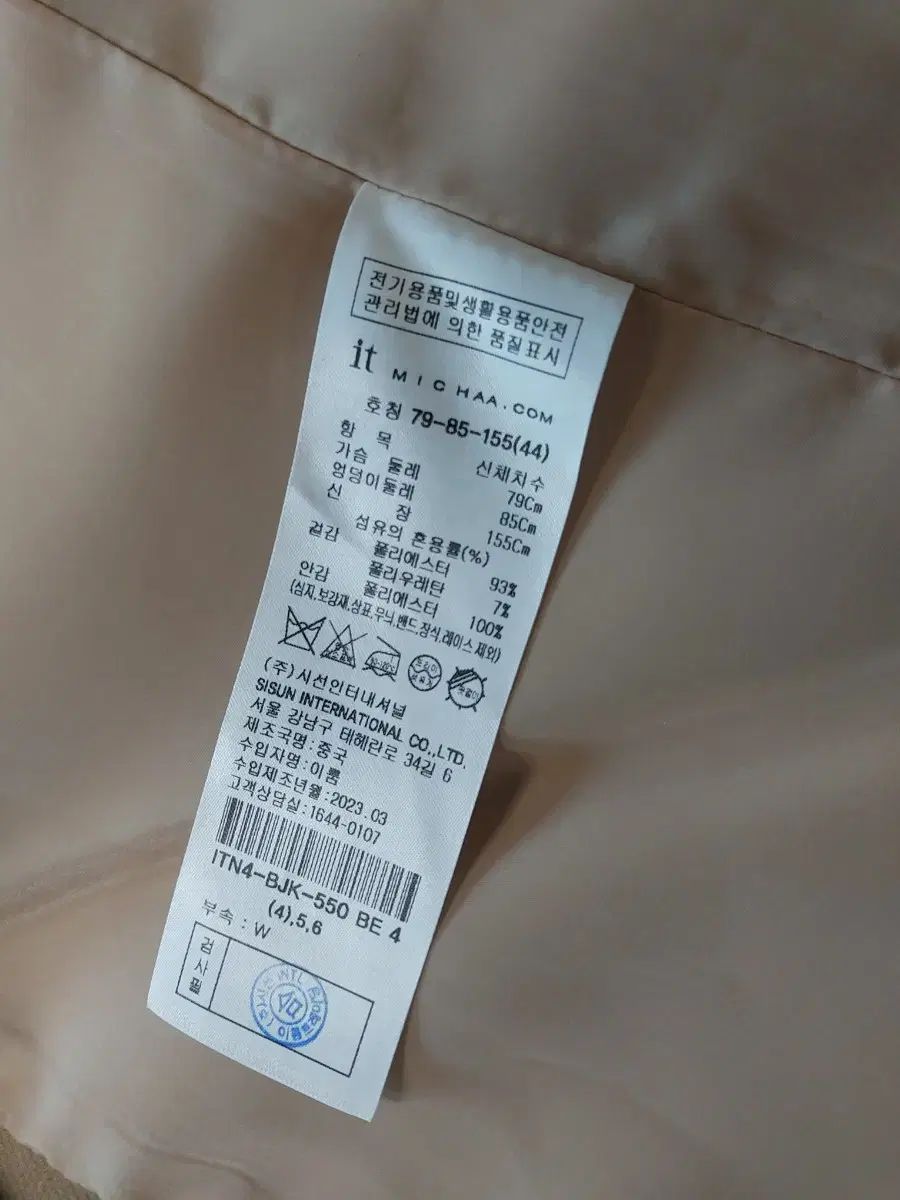 전기용품및생활용품안전
관리법에 의한 품질표시
it MICHAA.COM
호칭 79-85-155(44)
항 목 신체치수
가슴 둘레 79Cm
엉덩이둘레 85Cm
신 장 155Cm
섬유의 혼용률(%)
겉감 폴리에스터 93%
폴리우레탄 7%
안감 폴리에스터 100%
(심지,보강재,상표,무늬,밴드,장식,레이스 제외)
(주)시선인터내셔널
SISUN INTERNATIONAL CO.,LTD.
서울 강남구 테헤란로 34길 6
제조국명:중국
수입자명:이룸
수입제조년월:2023.03
고객상담실:1644-0107
ITN4-BJK-550 BE 4
(4),5,6
부속 : W
검사필